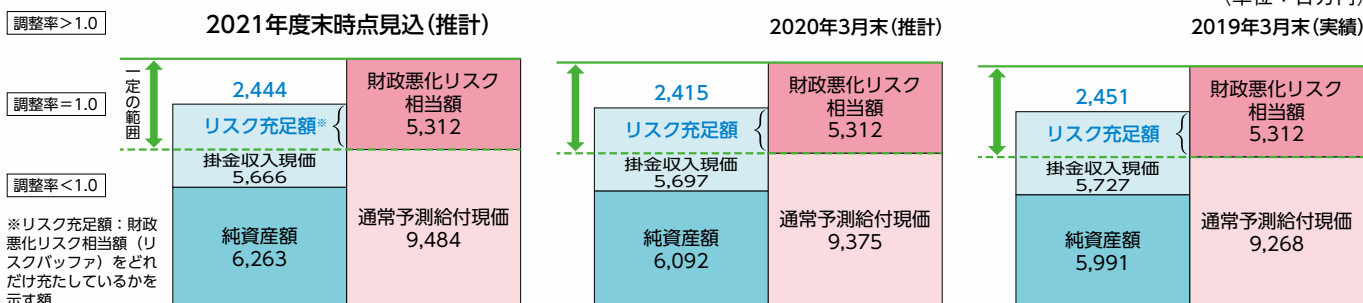 (単位：百万円)
調整率＞1.0
2021年度末時点見込(推計)
2020年3月末(推計)
2019年3月末(実績)
調整率＝1.0
調整率＜1.0
※リスク充足額：財政
悪化リスク相当額（リ
スクバッファ）をどれ
だけ充たしているかを
示す額
一定の範囲
2,444
リスク充足額※
掛金収入現価
5,666
純資産額
6,263
財政悪化リスク
相当額
5,312
通常予測給付現価
9,484
2,415
リスク充足額
掛金収入現価
5,697
純資産額
6,092
財政悪化リスク
相当額
5,312
通常予測給付現価
9,375
2,451
リスク充足額
掛金収入現価
5,727
純資産額
5,991
財政悪化リスク
相当額
5,312
通常予測給付現価
9,268